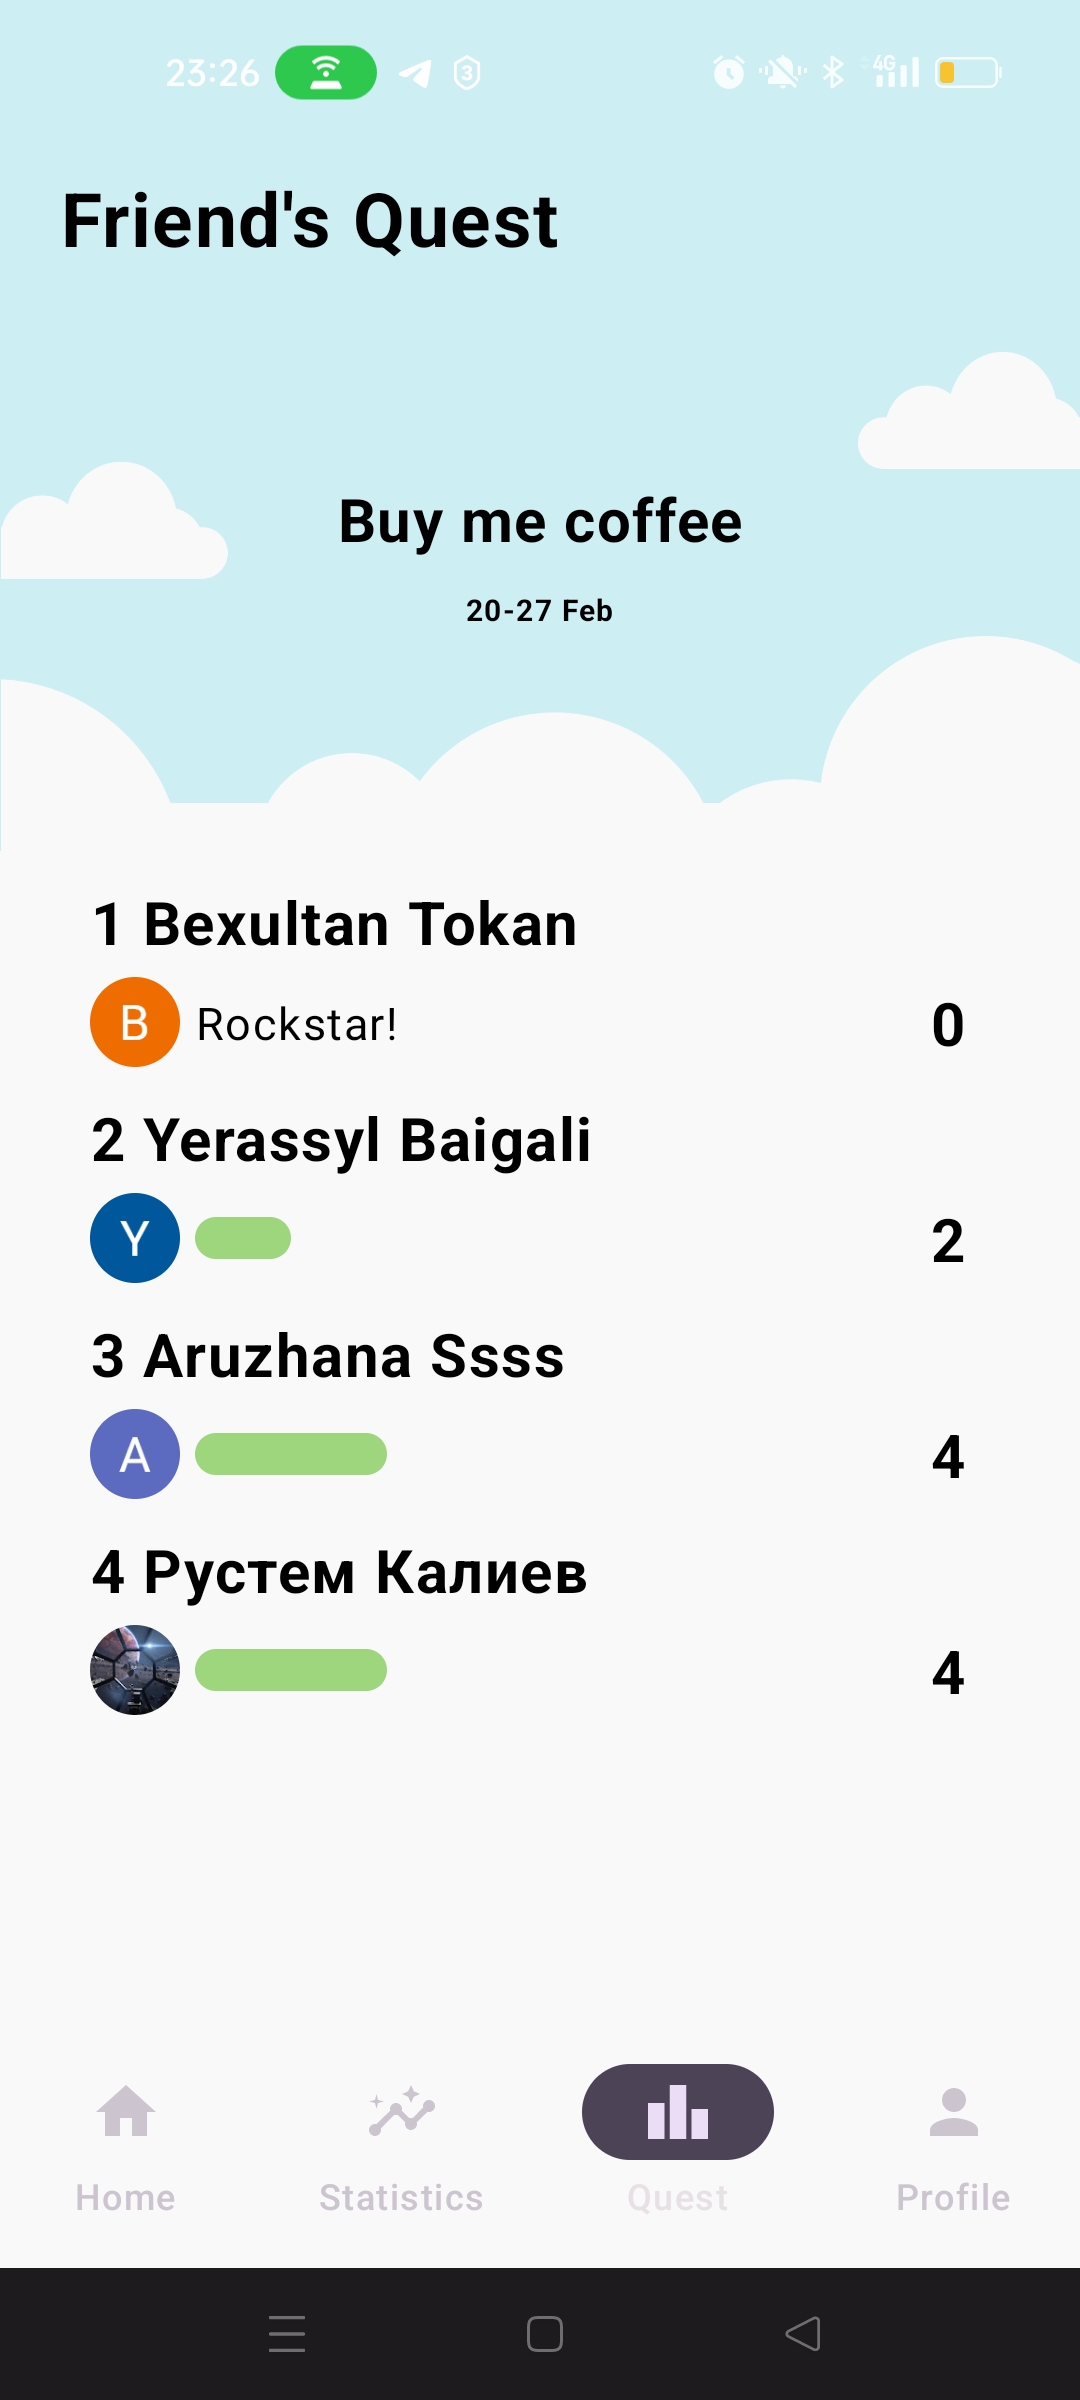 23:26
3
4G
Friend's Quest
Buy me coffee
20-27 Feb
1 Bexultan Tokan
B Rockstar! 0
2 Yerassyl Baigali
Y 2
3 Aruzhana Ssss
A 4
4 Рустем Калиев
4
Home Statistics Quest Profile